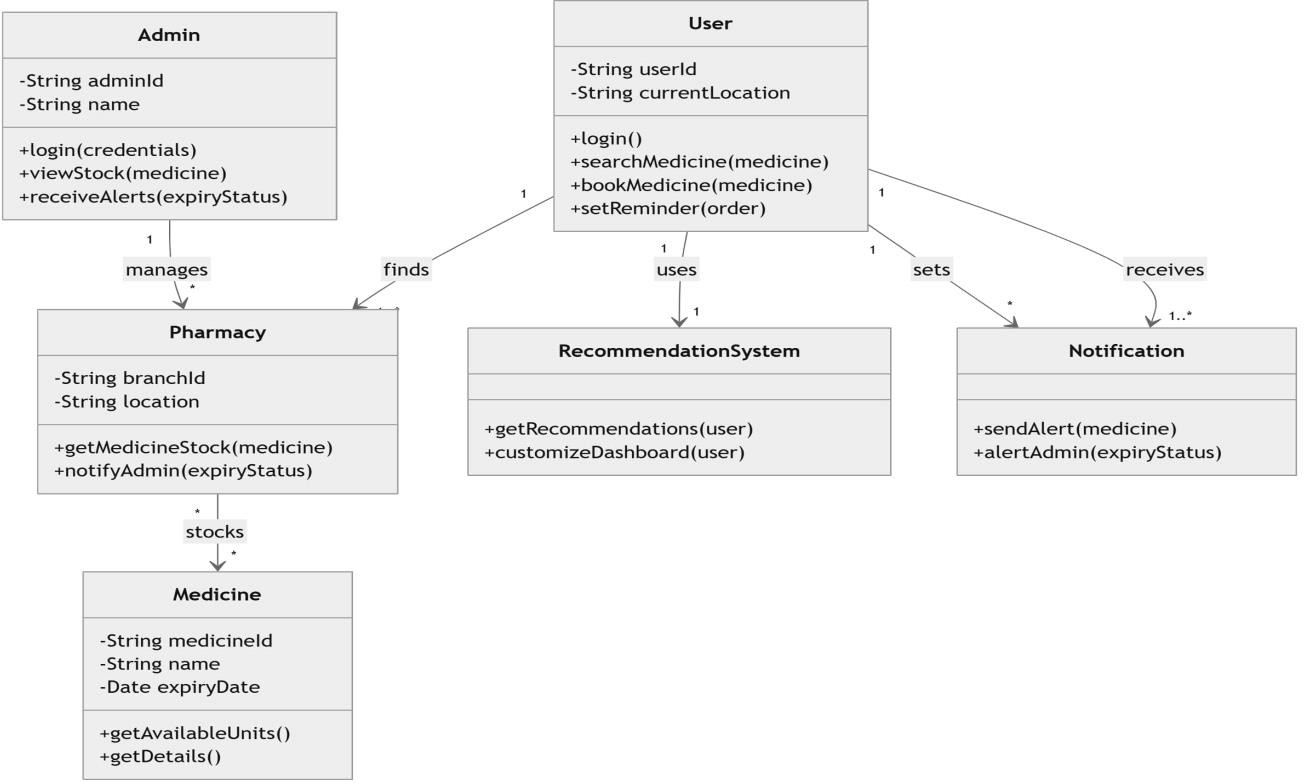 Admin
-String adminId
-String name
+login(credentials)
+viewStock(medicine)
+receiveAlerts(expiryStatus)
User
-String userId
-String currentLocation
+login()
+searchMedicine(medicine)
+bookMedicine(medicine)
+setReminder(order)
1
manages
*
1
finds
1
uses
1
1
sets
*
1
receives
1..*
Pharmacy
-String branchId
-String location
+getMedicineStock(medicine)
+notifyAdmin(expiryStatus)
RecommendationSystem
+getRecommendations(user)
+customizeDashboard(user)
Notification
+sendAlert(medicine)
+alertAdmin(expiryStatus)
*
stocks
*
Medicine
-String medicineId
-String name
-Date expiryDate
+getAvailableUnits()
+getDetails()